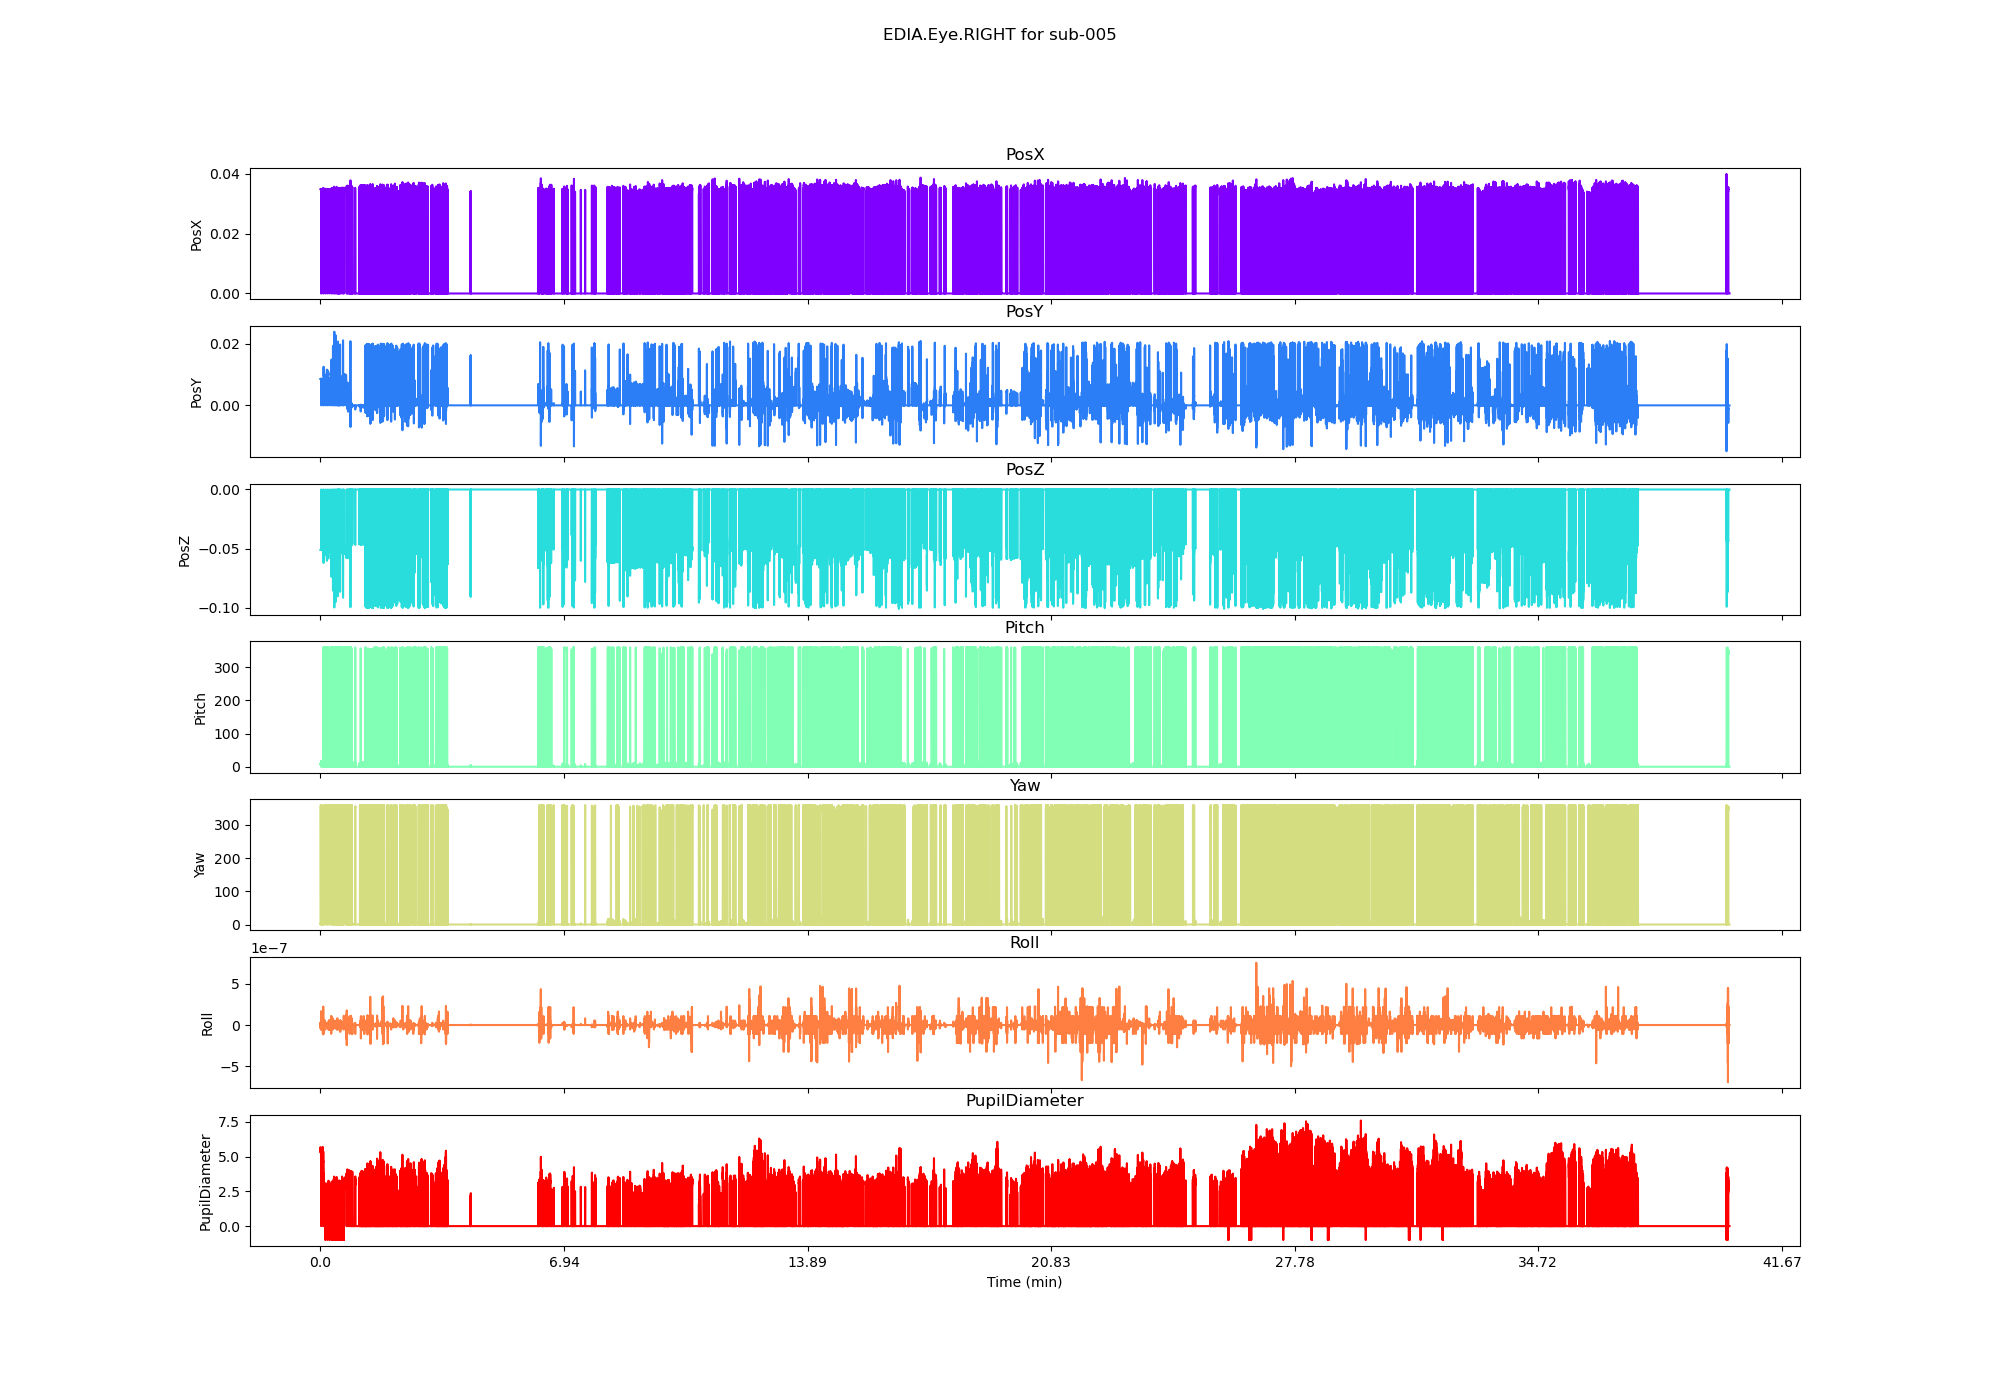 EDIA.Eye.RIGHT for sub-005
PosX
0.04
0.02
0.00
PosX
PosY
0.02
0.00
PosY
PosZ
0.00
−0.05
−0.10
PosZ
Pitch
300
200
100
0
Pitch
Yaw
300
200
100
0
Yaw
1e−7
Roll
5
0
−5
Roll
PupilDiameter
7.5
5.0
2.5
0.0
PupilDiameter
0.0 6.94 13.89 20.83 27.78 34.72 41.67
Time (min)